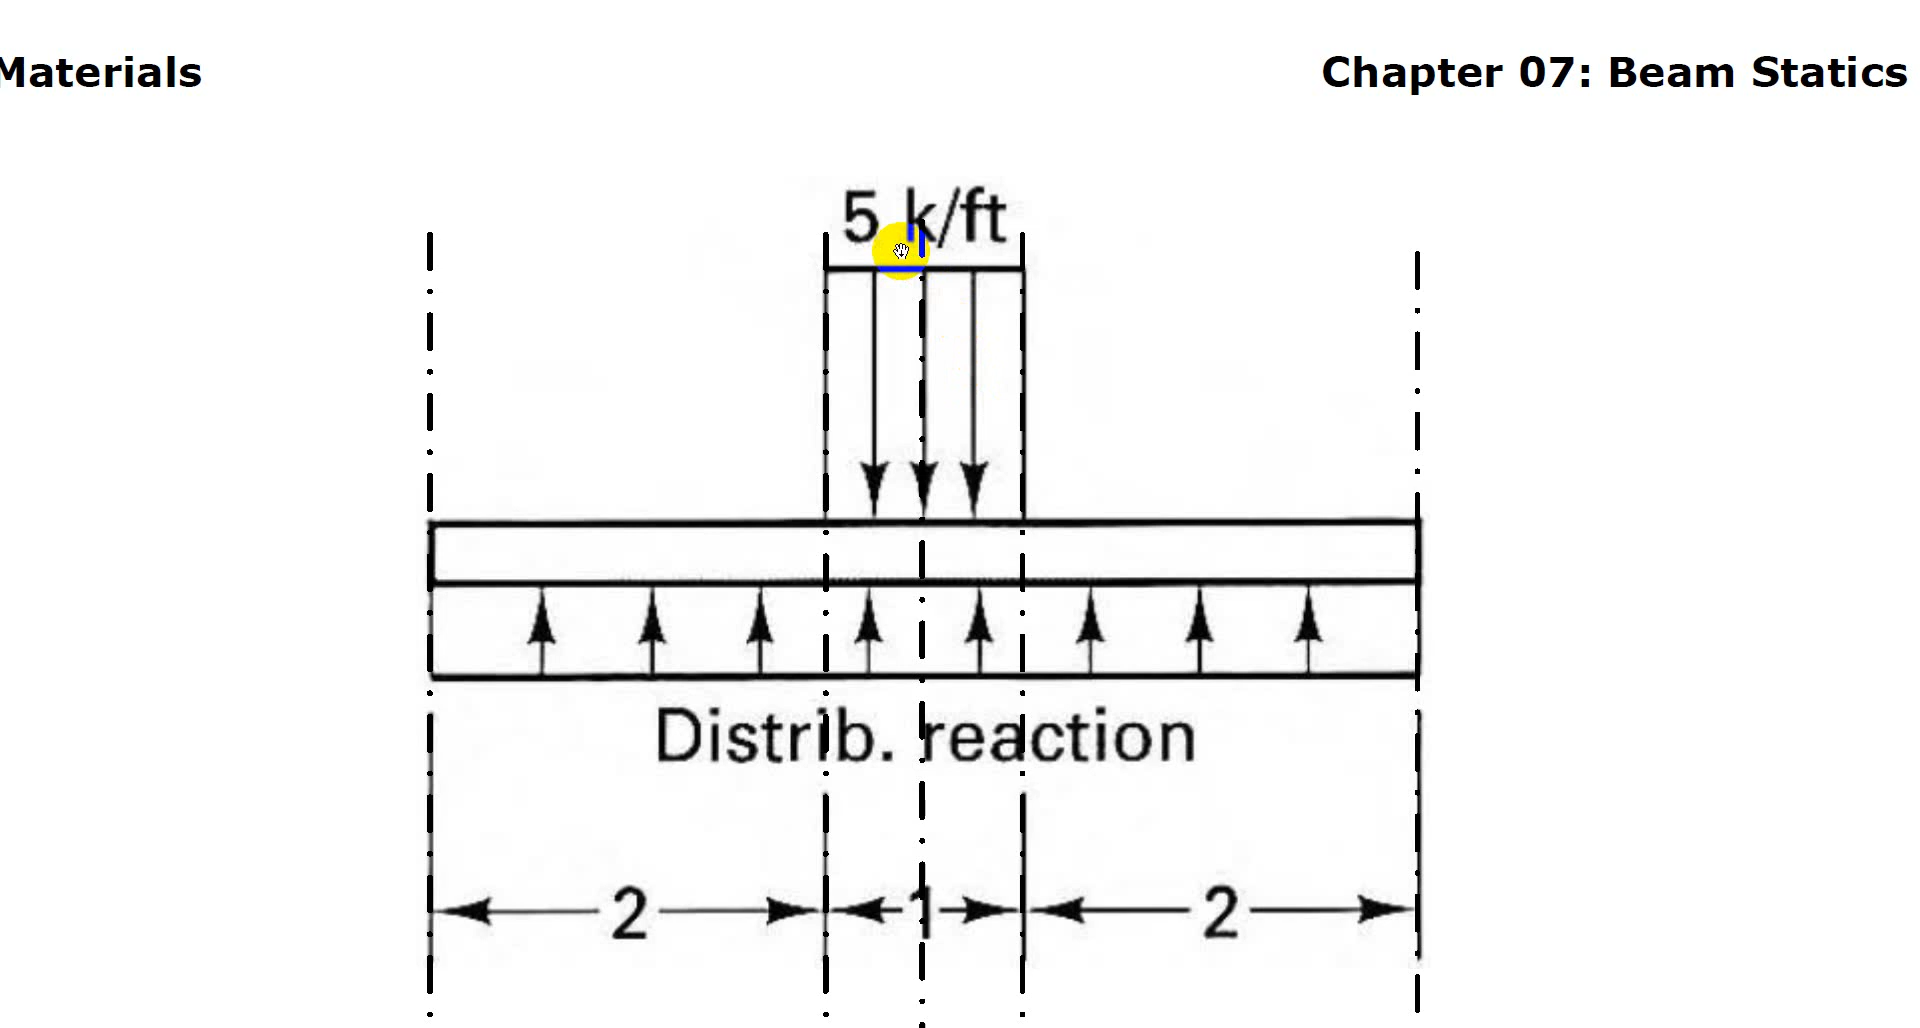 Materials
Chapter 07: Beam Statics
5 k/ft
Distrib. reaction
2 1 2